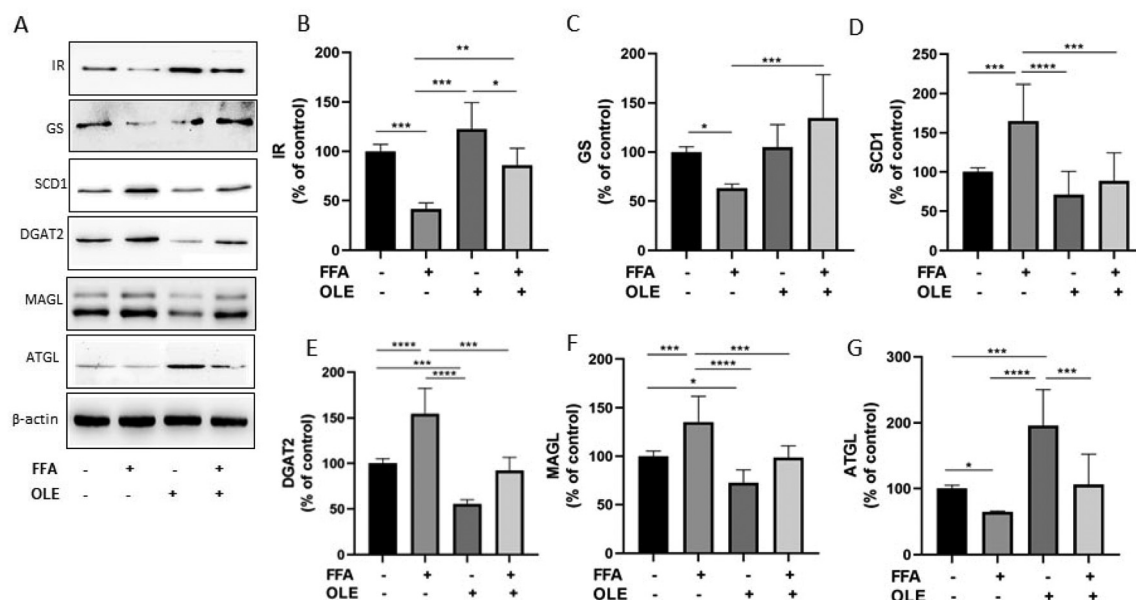 A
IR
GS
SCD1
DGAT2
MAGL
ATGL
β-actin
FFA - + - +
OLE - - + +
B
IR
(% of control)
200
150
100
50
0
** 
*** *
***
FFA - + - +
OLE - - + +
C
GS
(% of control)
200
150
100
50
0
***
*
FFA - + - +
OLE - - + +
D
SCD1
(% of control)
250
200
150
100
50
0
***
*** ****
FFA - + - +
OLE - - + +
E
DGAT2
(% of control)
200
150
100
50
0
**** ***
***
****
FFA - + - +
OLE - - + +
F
MAGL
(% of control)
200
150
100
50
0
*** ***
****
*
FFA - + - +
OLE - - + +
G
ATGL
(% of control)
300
200
100
0
***
**** ***
*
FFA - + - +
OLE - - + +